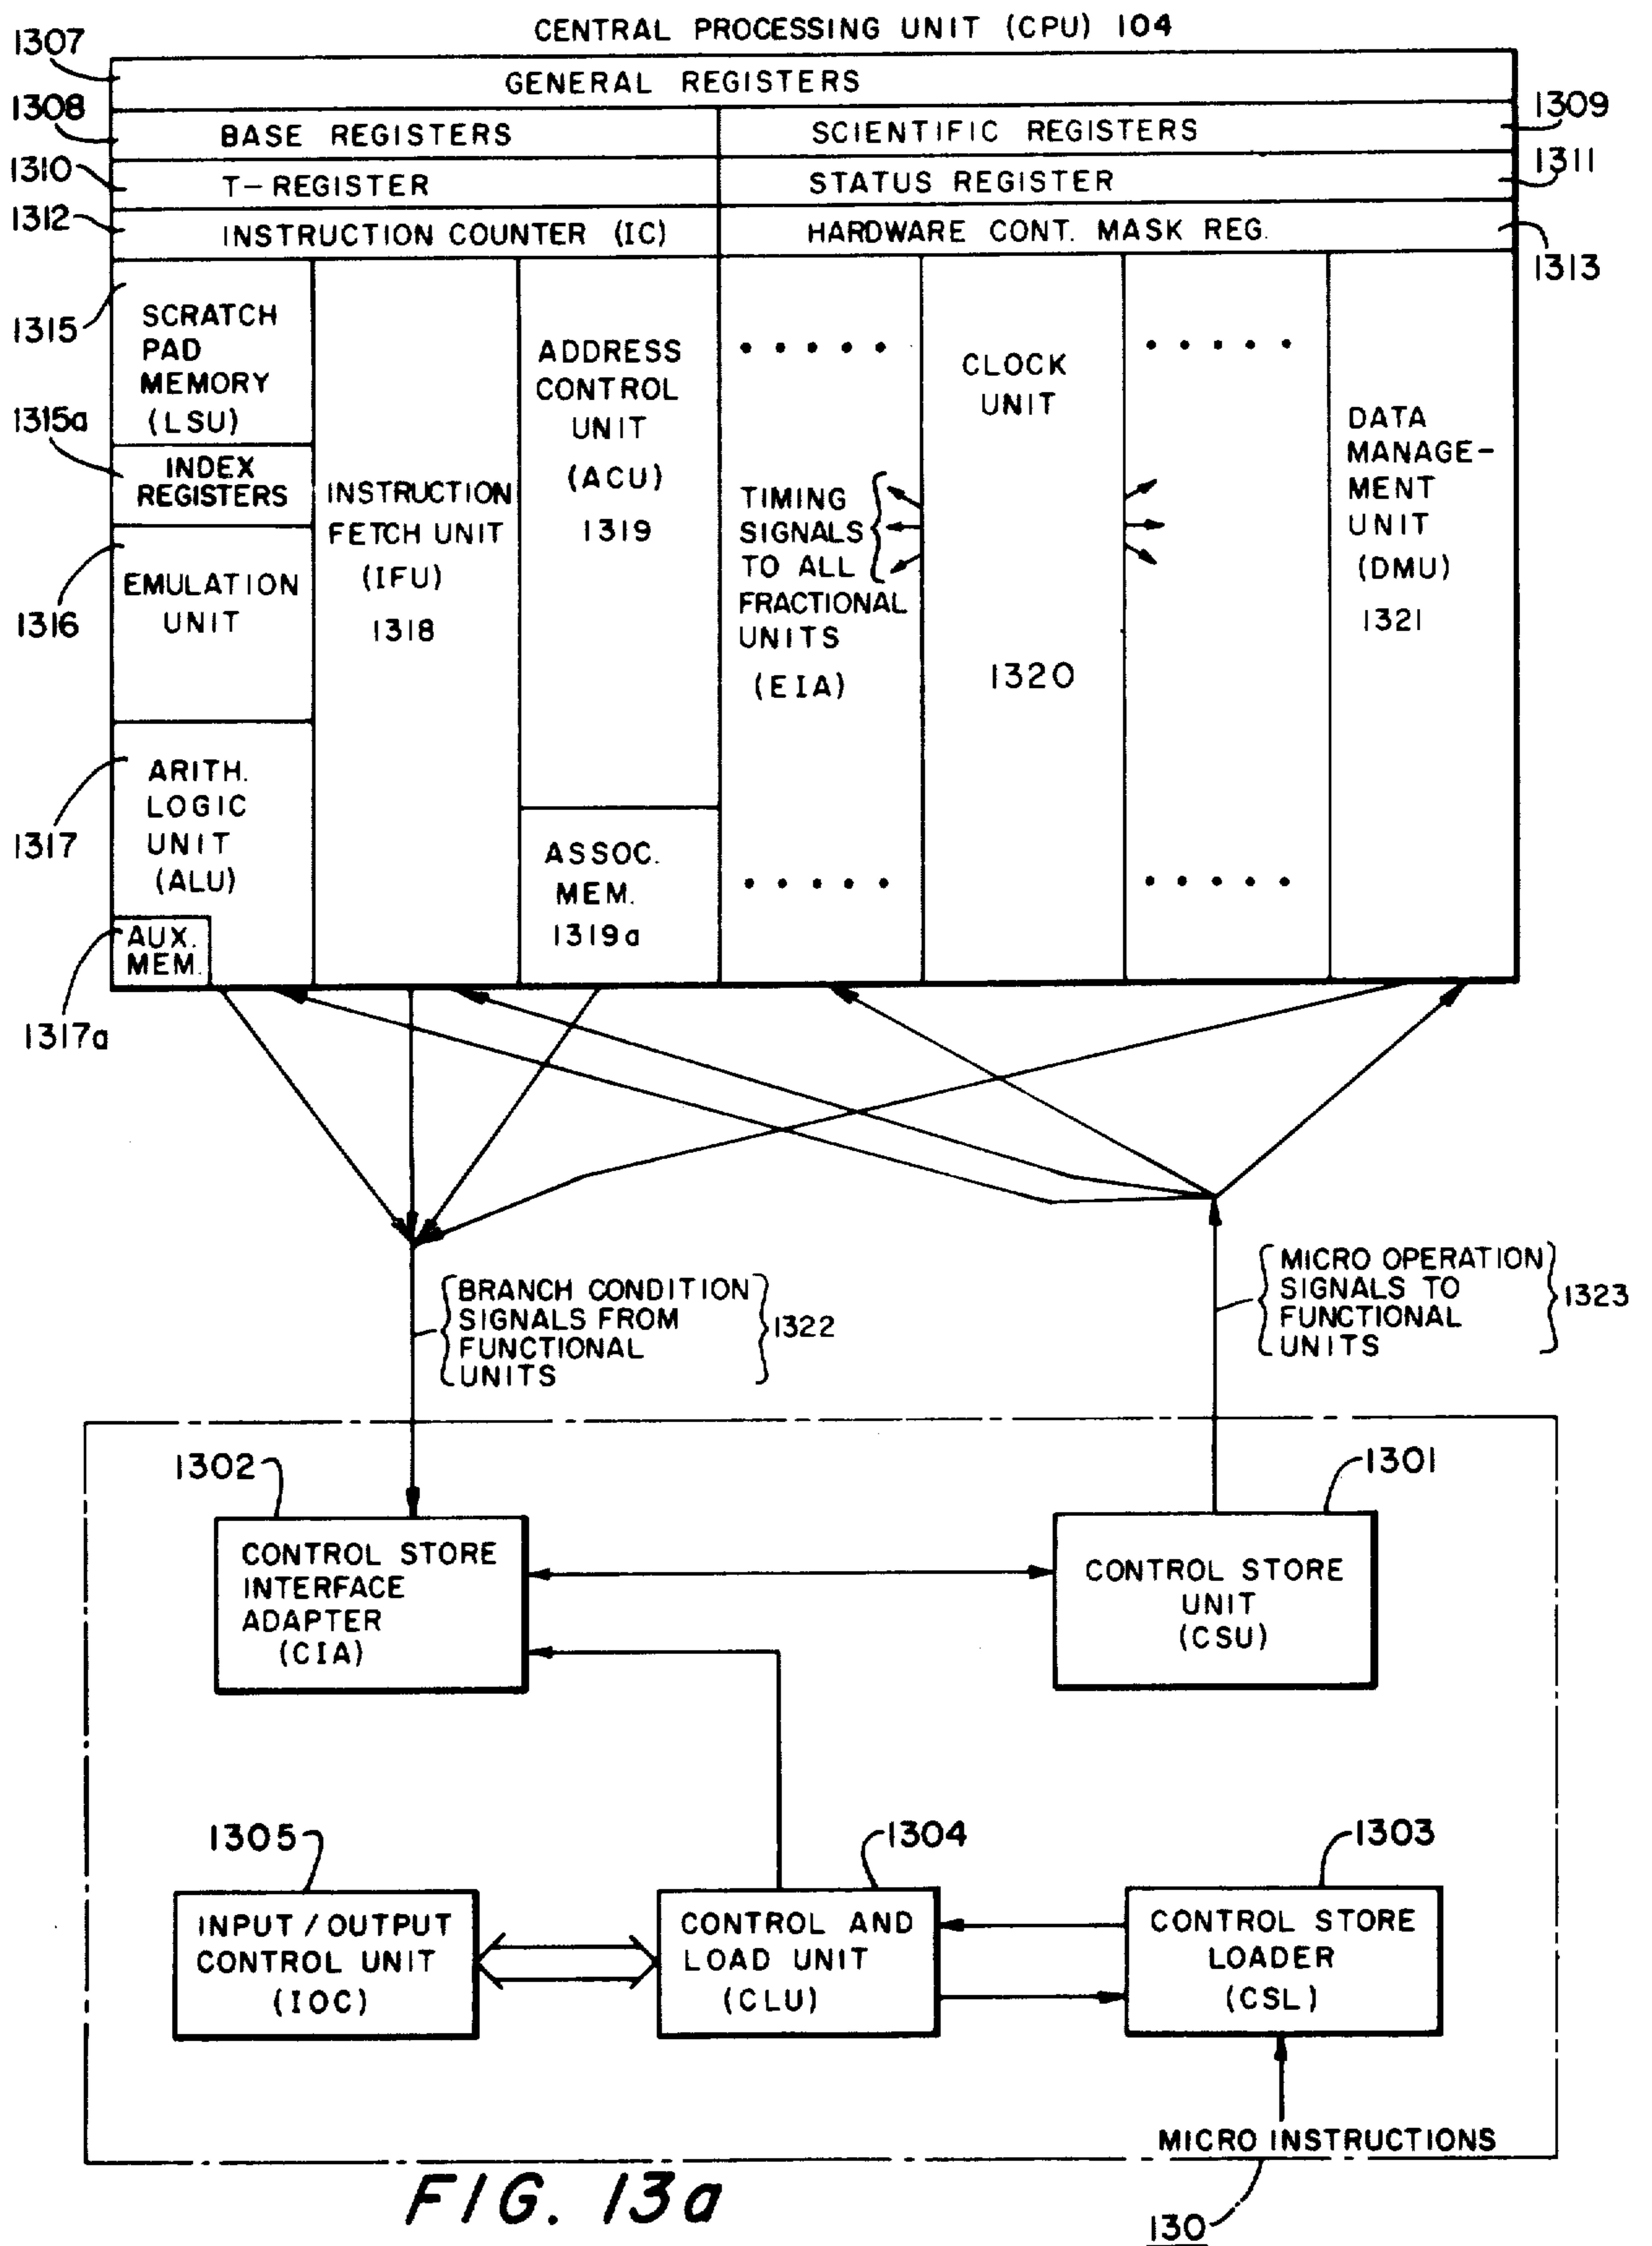 CENTRAL PROCESSING UNIT (CPU) 104
1307
GENERAL REGISTERS
1308
BASE REGISTERS
SCIENTIFIC REGISTERS
1309
1310
T-REGISTER
STATUS REGISTER
1311
1312
INSTRUCTION COUNTER (IC)
HARDWARE CONT. MASK REG.
1313
1315
SCRATCH
PAD
MEMORY
(LSU)
1315a
INDEX
REGISTERS
1316
EMULATION
UNIT
1317
ARITH.
LOGIC
UNIT
(ALU)
AUX.
MEM.
1317a
INSTRUCTION
FETCH UNIT
(IFU)
1318
ADDRESS
CONTROL
UNIT
(ACU)
1319
ASSOC.
MEM.
1319a
• • • • •
TIMING
SIGNALS
TO ALL
FRACTIONAL
UNITS
(EIA)
• • • • •
CLOCK
UNIT
1320
• • • • •
• • • • •
DATA
MANAGE-
MENT
UNIT
(DMU)
1321
BRANCH CONDITION
SIGNALS FROM
FUNCTIONAL
UNITS
1322
MICRO OPERATION
SIGNALS TO
FUNCTIONAL
UNITS
1323
1302
CONTROL STORE
INTERFACE
ADAPTER
(CIA)
1301
CONTROL STORE
UNIT
(CSU)
1305
INPUT/OUTPUT
CONTROL UNIT
(IOC)
1304
CONTROL AND
LOAD UNIT
(CLU)
1303
CONTROL STORE
LOADER
(CSL)
MICRO INSTRUCTIONS
FIG. 13a
130